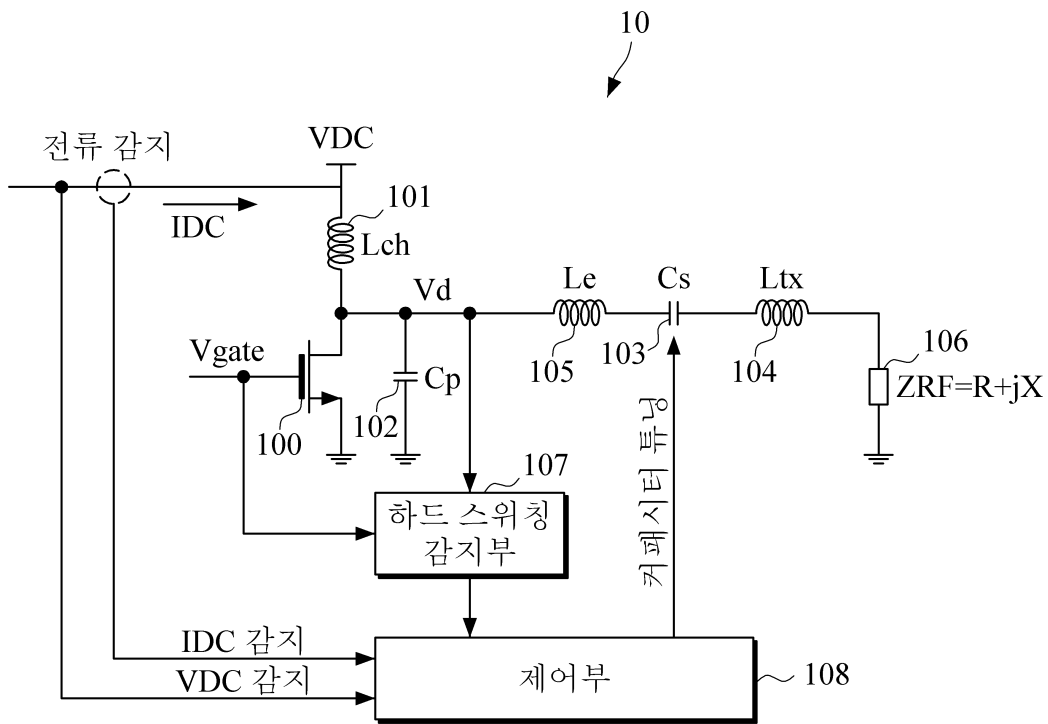 10
전류 감지
VDC
IDC
101
Lch
Vd
Le
Cs
Ltx
105
103
104
106
ZRF=R+jX
Vgate
100
Cp
102
107
하드 스위칭
감지부
커패시터 튜닝
IDC 감지
VDC 감지
제어부
108